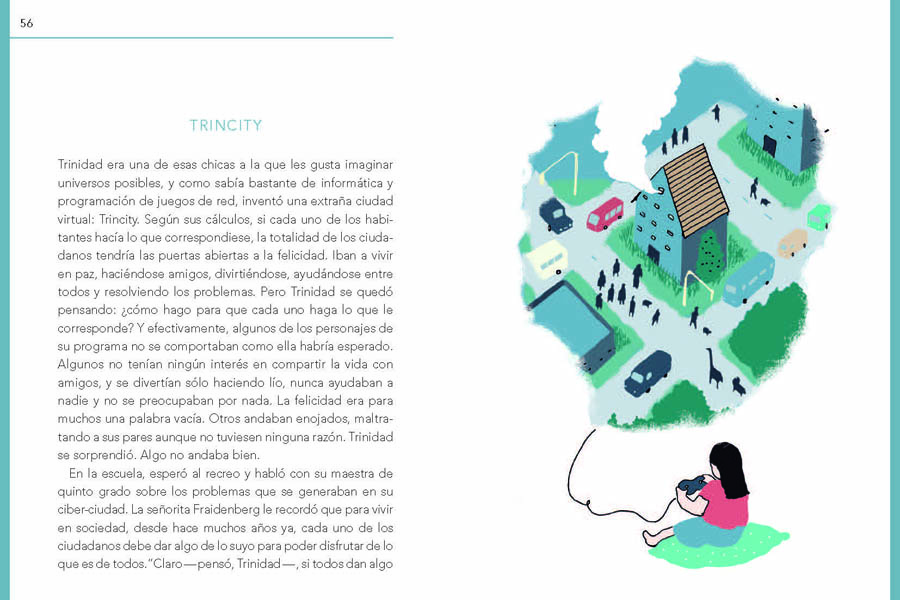 56
TRINCITY
Trinidad era una de esas chicas a la que les gusta imaginar
universos posibles, y como sabía bastante de informática y
programación de juegos de red, inventó una extraña ciudad
virtual: Trincity. Según sus cálculos, si cada uno de los habi-
tantes hacía lo que correspondiese, la totalidad de los ciuda-
danos tendría las puertas abiertas a la felicidad. Iban a vivir
en paz, haciéndose amigos, divirtiéndose, ayudándose entre
todos y resolviendo los problemas. Pero Trinidad se quedó
pensando: ¿cómo hago para que cada uno haga lo que le
corresponde? Y efectivamente, algunos de los personajes de
su programa no se comportaban como ella habría esperado.
Algunos no tenían ningún interés en compartir la vida con
amigos, y se divertían sólo haciendo lío, nunca ayudaban a
nadie y no se preocupaban por nada. La felicidad era para
muchos una palabra vacía. Otros andaban enojados, maltra-
tando a sus pares aunque no tuviesen ninguna razón. Trinidad
se sorprendió. Algo no andaba bien.
En la escuela, esperó al recreo y habló con su maestra de
quinto grado sobre los problemas que se generaban en su
ciber-ciudad. La señorita Fraidenberg le recordó que para vivir
en sociedad, desde hace muchos años ya, cada uno de los
ciudadanos debe dar algo de lo suyo para poder disfrutar de lo
que es de todos. “Claro —pensó, Trinidad—, si todos dan algo